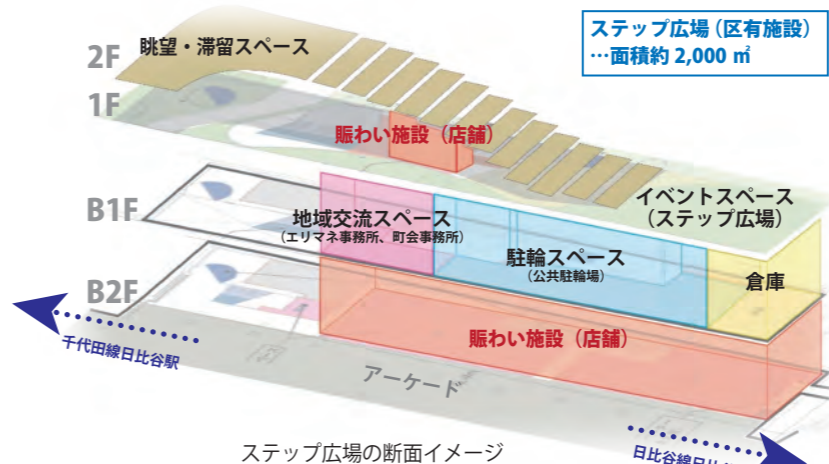 ステップ広場（区有施設）
…面積約 2,000 ㎡
2F
眺望・滞留スペース
1F
賑わい施設（店舗）
イベントスペース
（ステップ広場）
B1F
地域交流スペース
（エリマネ事務所、町会事務所）
駐輪スペース
（公共駐輪場）
倉庫
B2F
賑わい施設（店舗）
千代田線日比谷駅
アーケード
日比谷線日比
ステップ広場の断面イメージ